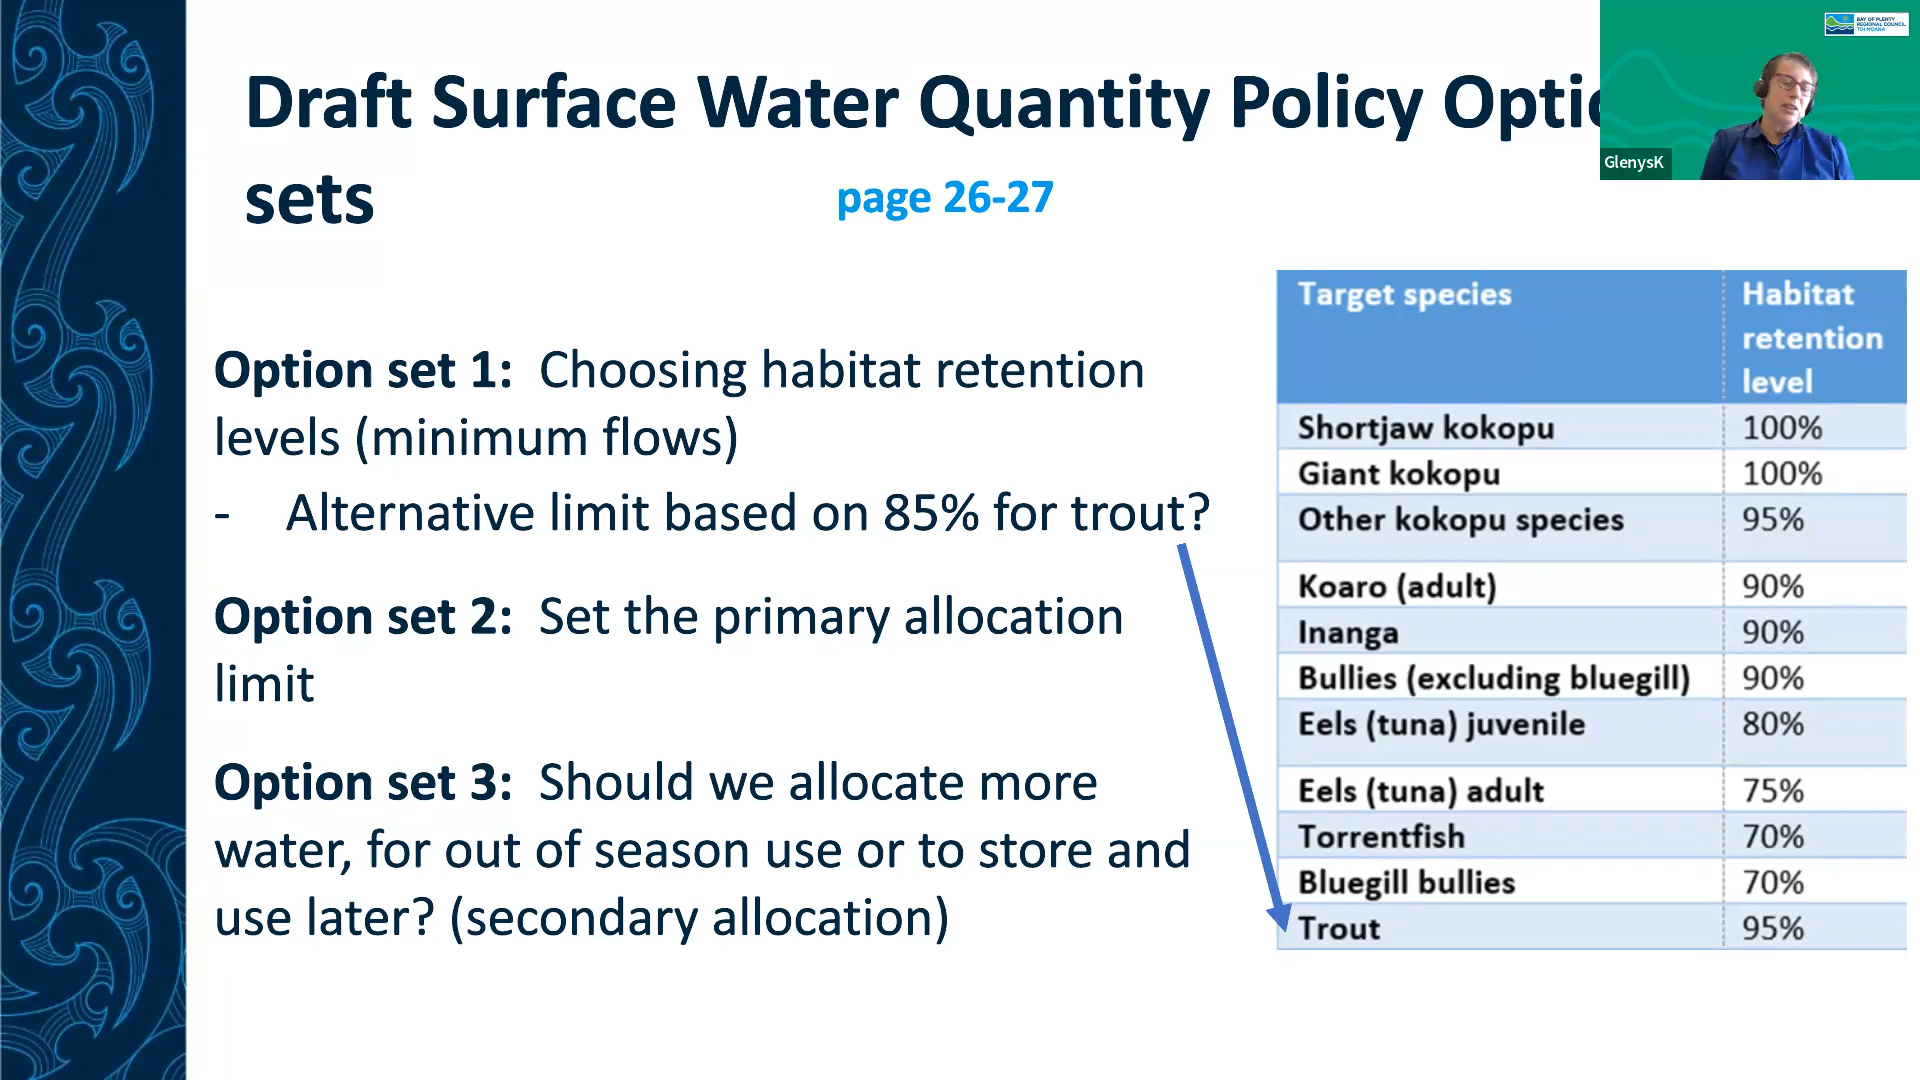 Draft Surface Water Quantity Policy
sets
page 26-27
Option set 1: Choosing habitat retention
levels (minimum flows)
- Alternative limit based on 85% for trout?
Option set 2: Set the primary allocation
limit
Option set 3: Should we allocate more
water, for out of season use or to store and
use later? (secondary allocation)
Target species Habitat
retention
level
Shortjaw kokopu 100%
Giant kokopu 100%
Other kokopu species 95%
Koaro (adult) 90%
Inanga 90%
Bullies (excluding bluegill) 90%
Eels (tuna) juvenile 80%
Eels (tuna) adult 75%
Torrentfish 70%
Bluegill bullies 70%
Trout 95%
BAY OF PLENTY
REGIONAL COUNCIL
TOI MOANA
GlenysK